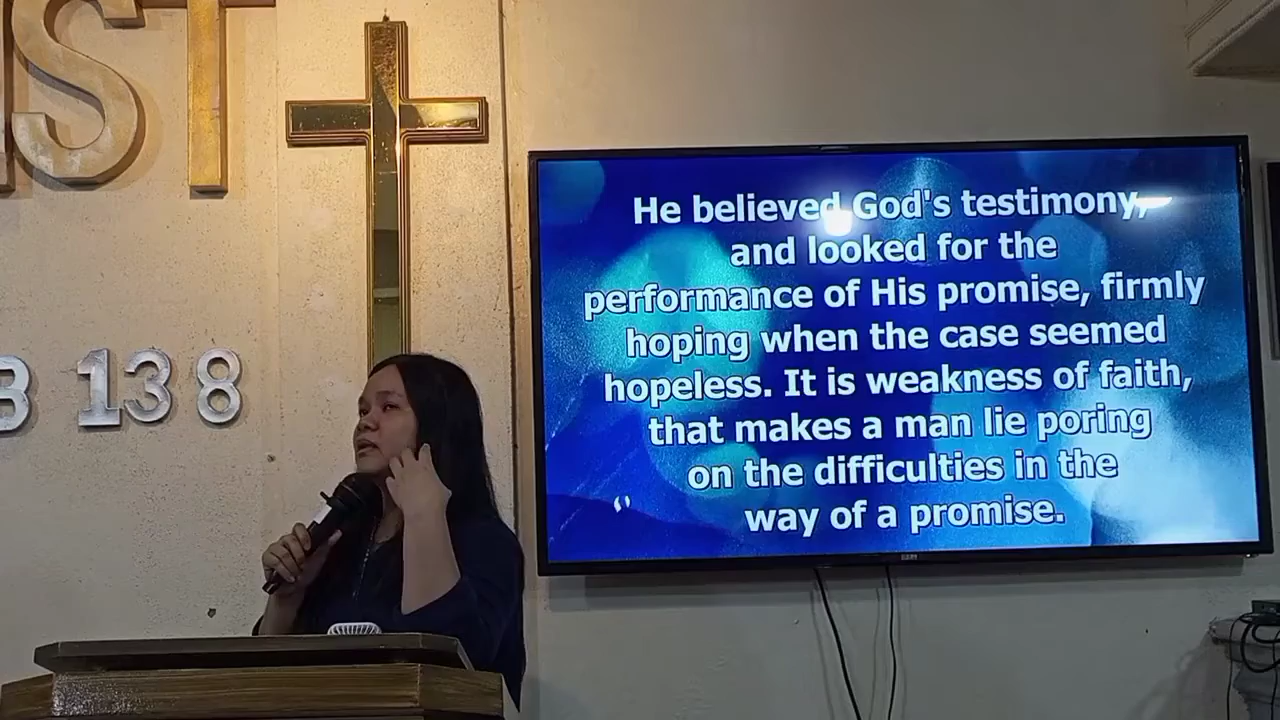 IST
B 138
He believed God's testimony,
and looked for the
performance of His promise, firmly
hoping when the case seemed
hopeless. It is weakness of faith,
that makes a man lie poring
on the difficulties in the
way of a promise.